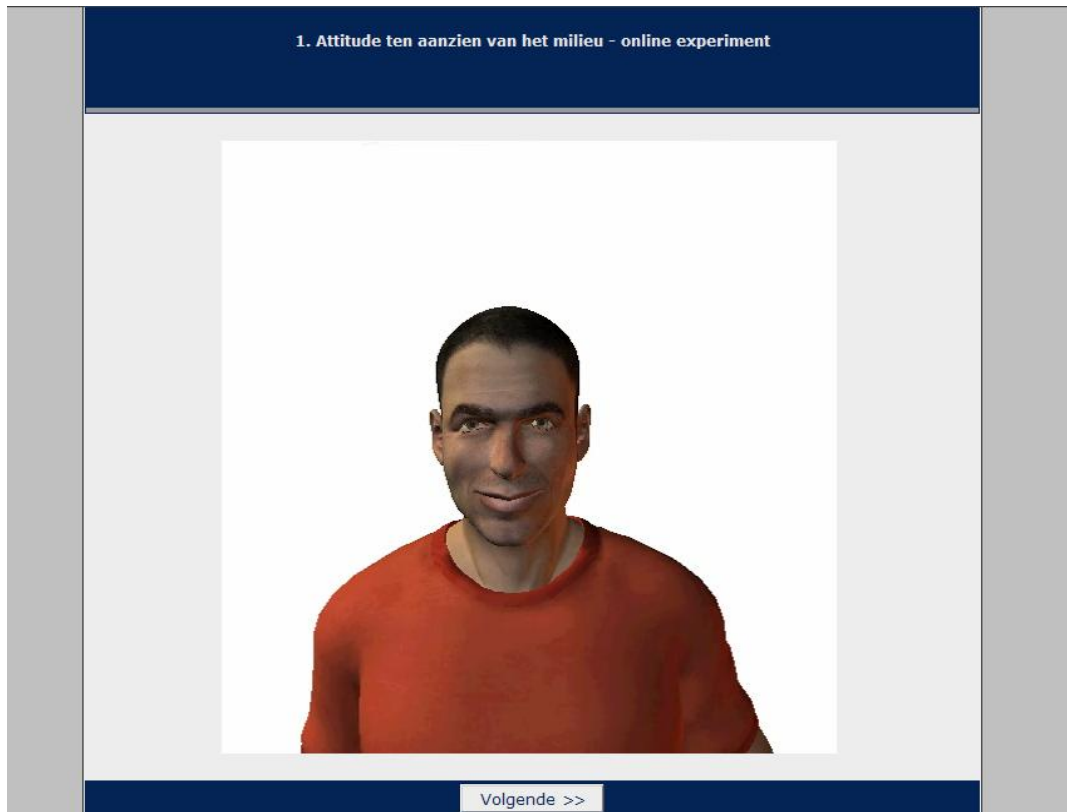 1. Attitude ten aanzien van het milieu - online experiment
Volgende >>